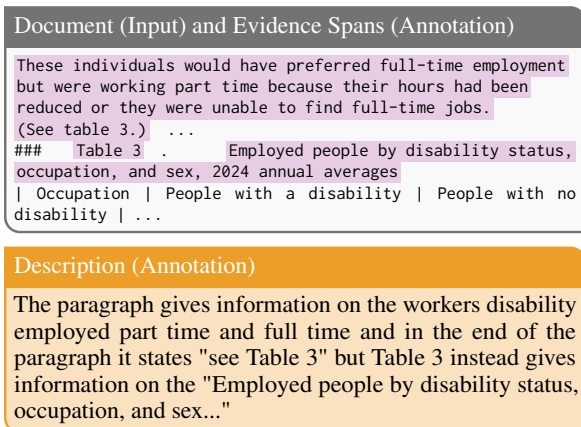 Document (Input) and Evidence Spans (Annotation)
These individuals would have preferred full-time employment
but were working part time because their hours had been
reduced or they were unable to find full-time jobs.
(See table 3.) ...
### Table 3 . Employed people by disability status,
occupation, and sex, 2024 annual averages
| Occupation | People with a disability | People with no
disability | ...
Description (Annotation)
The paragraph gives information on the workers disability
employed part time and full time and in the end of the
paragraph it states "see Table 3" but Table 3 instead gives
information on the "Employed people by disability status,
occupation, and sex..."